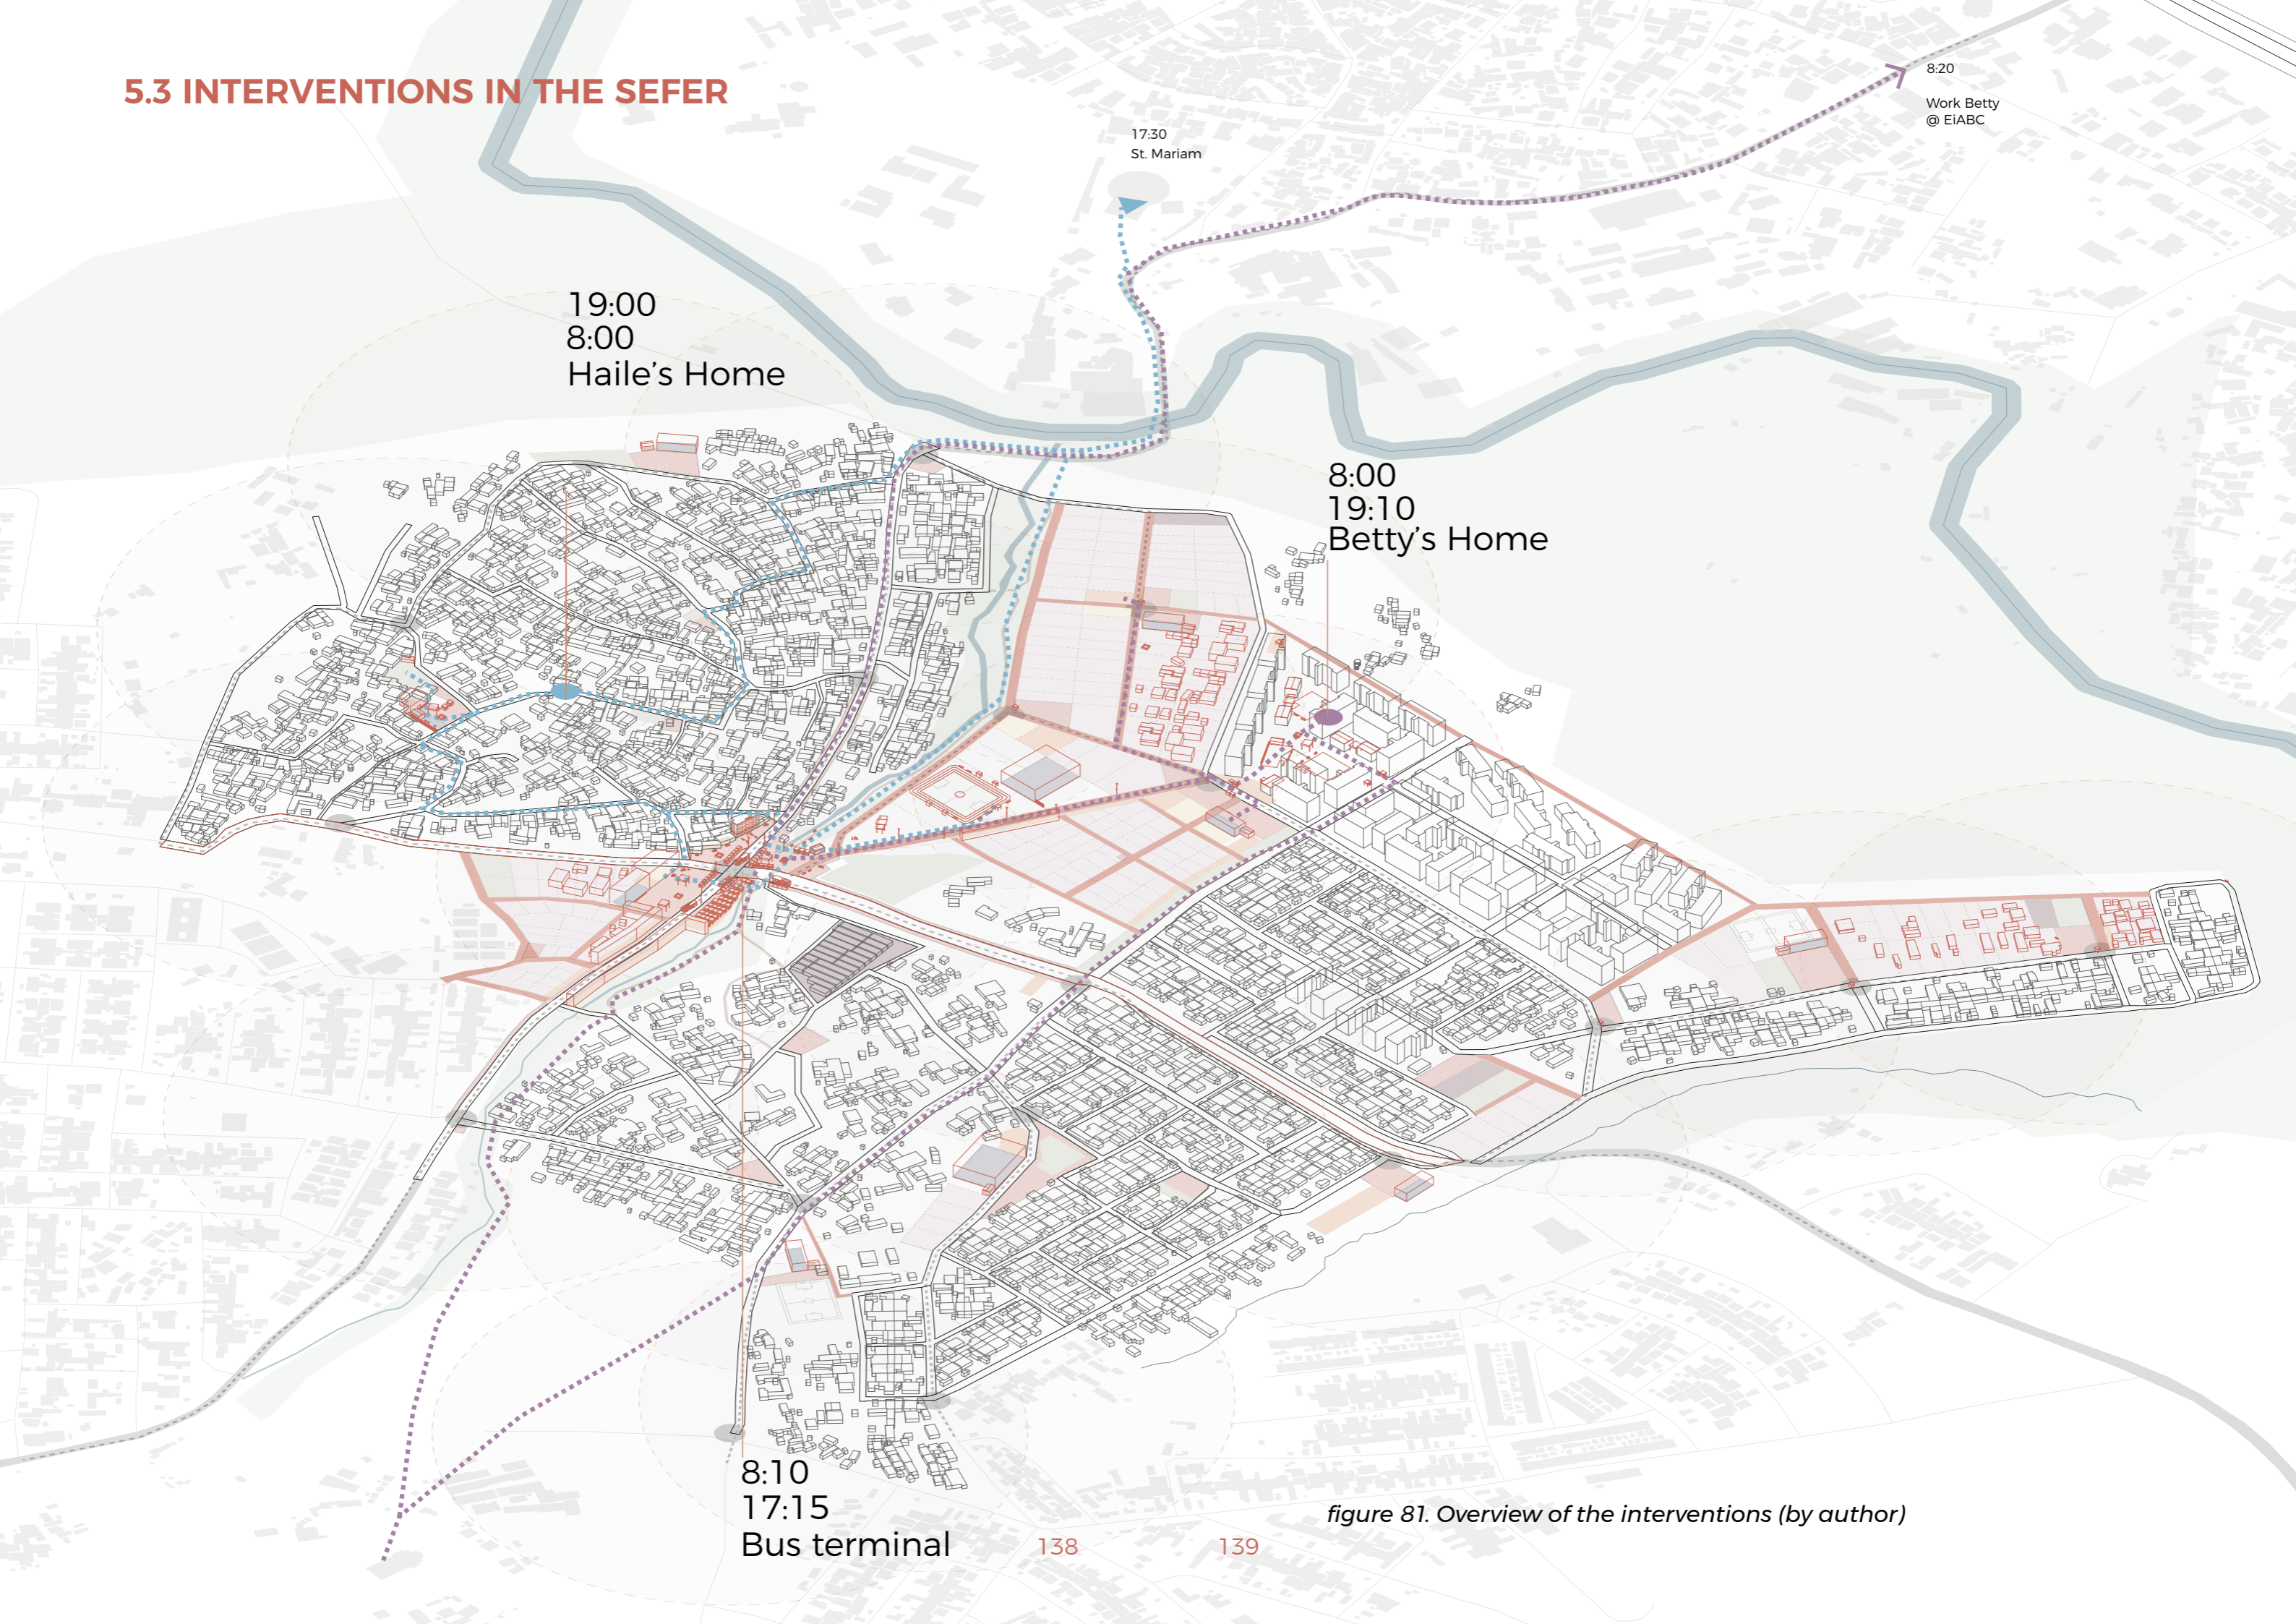 5.3 INTERVENTIONS IN THE SEFER
8:20
Work Betty
@ EiABC
17:30
St. Mariam
19:00
8:00
Haile’s Home
8:00
19:10
Betty’s Home
8:10
17:15
Bus terminal
figure 81. Overview of the interventions (by author)
138
139